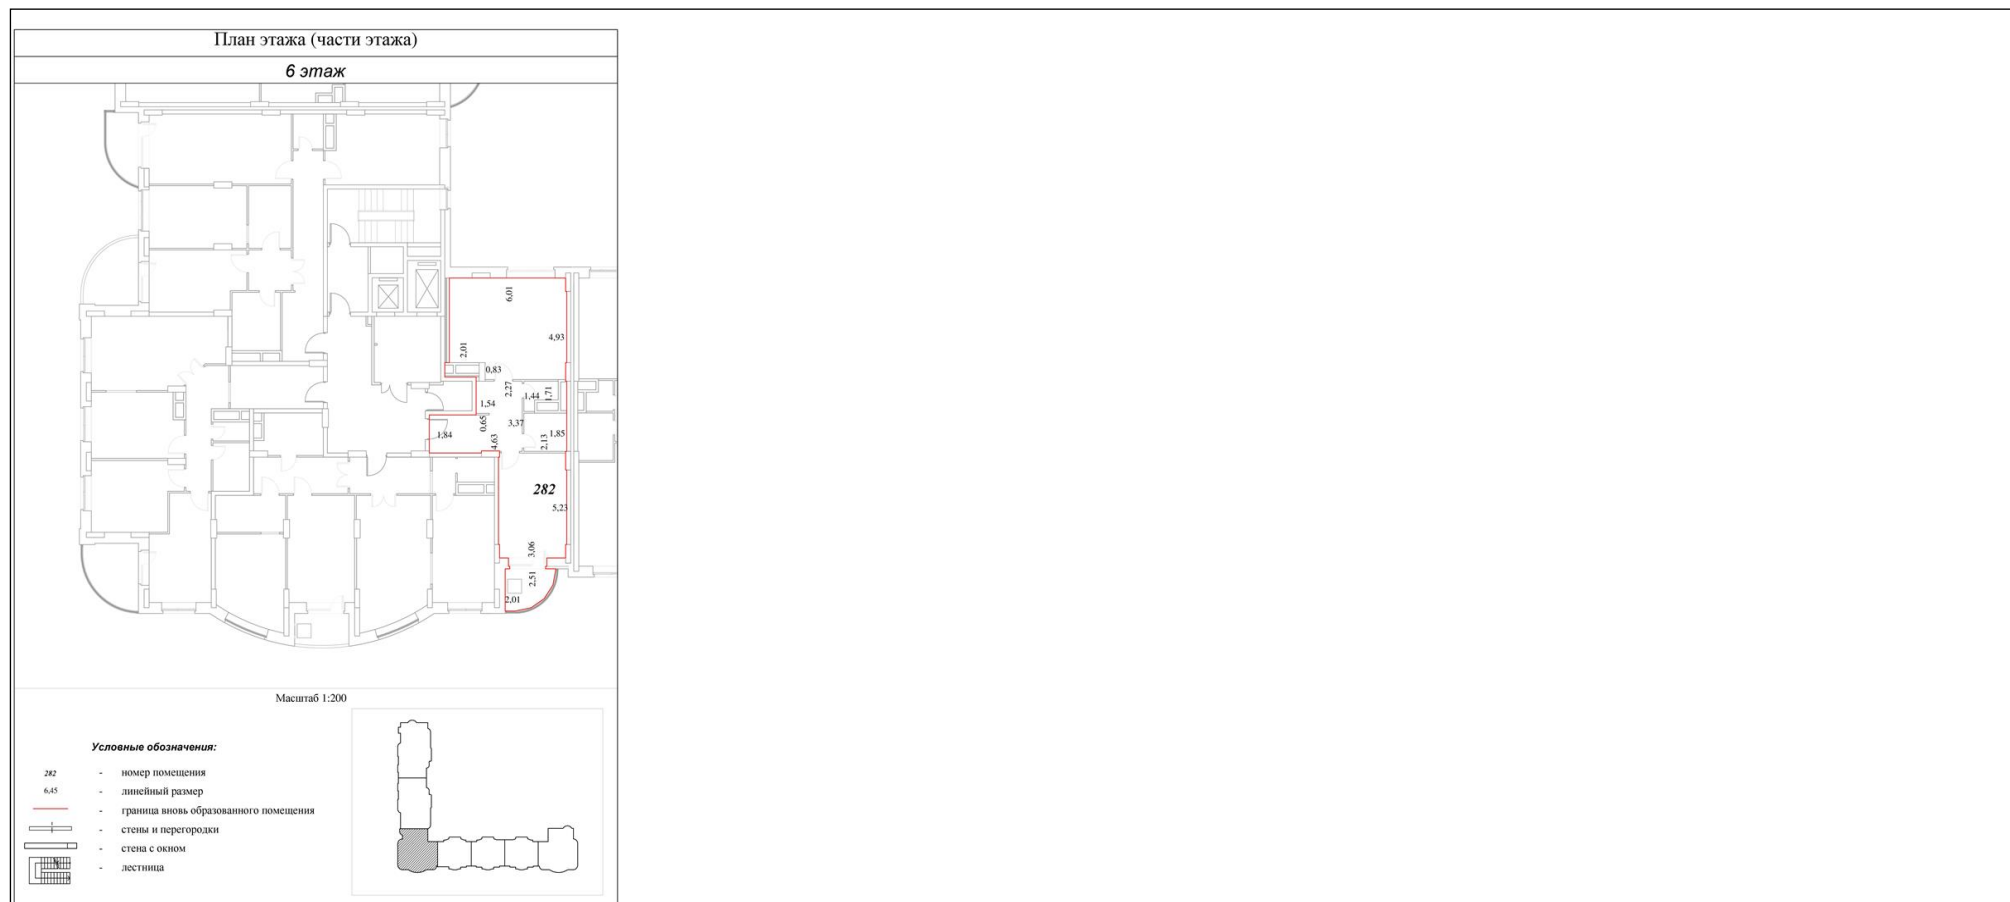 План этажа (части этажа)
6 этаж
6,01
4,93
2,01
0,83
2,27
1,44
1,71
1,54
0,65
3,37
1,84
4,63
2,13
1,85
282
5,23
3,06
2,51
2,01
Масштаб 1:200
Условные обозначения:
282 - номер помещения
6,45 - линейный размер
- граница вновь образованного помещения
- стены и перегородки
- стена с окном
- лестница